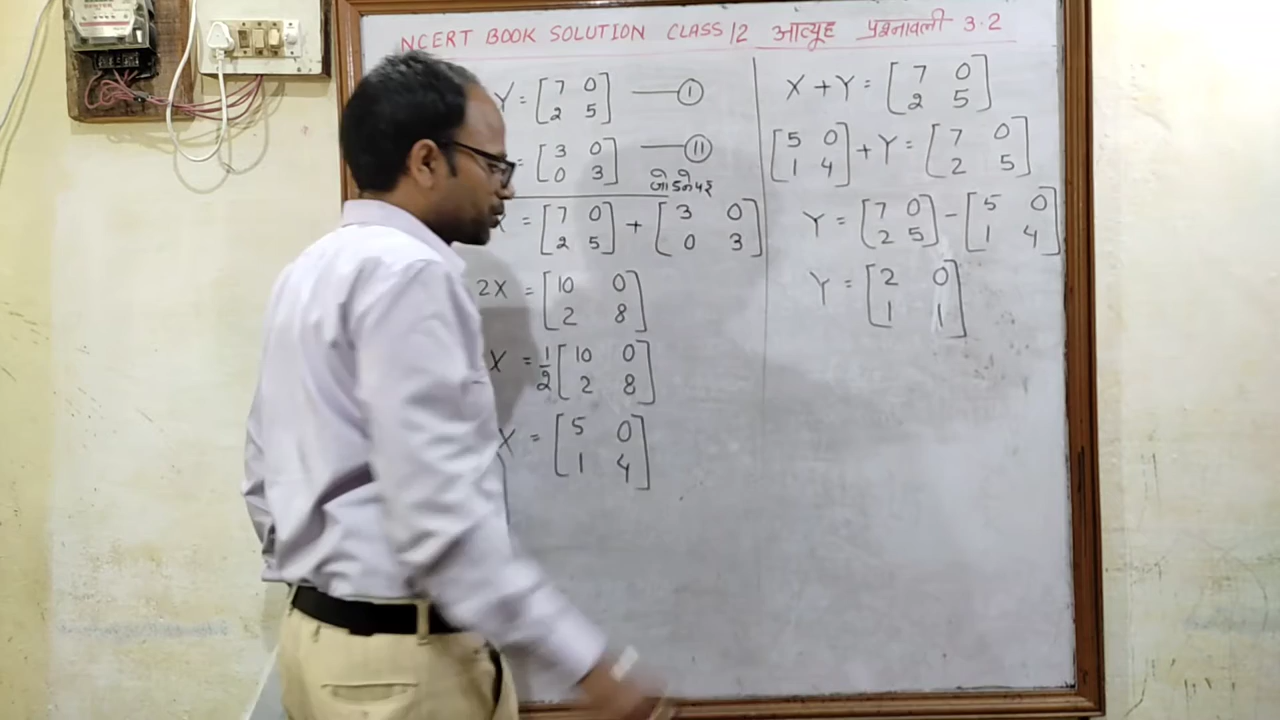 NCERT BOOK SOLUTION CLASS 12 आव्यूह प्रश्नावली 3.2
Y = [7 0
2 5] — (I)
= [3 0
0 3] — (II)
जोडने पर
X = [7 0
2 5] + [3 0
0 3]
2X = [10 0
2 8]
X = 1/2 [10 0
2 8]
X = [5 0
1 4]
X + Y = [7 0
2 5]
[5 0
1 4] + Y = [7 0
2 5]
Y = [7 0
2 5] - [5 0
1 4]
Y = [2 0
1 1]